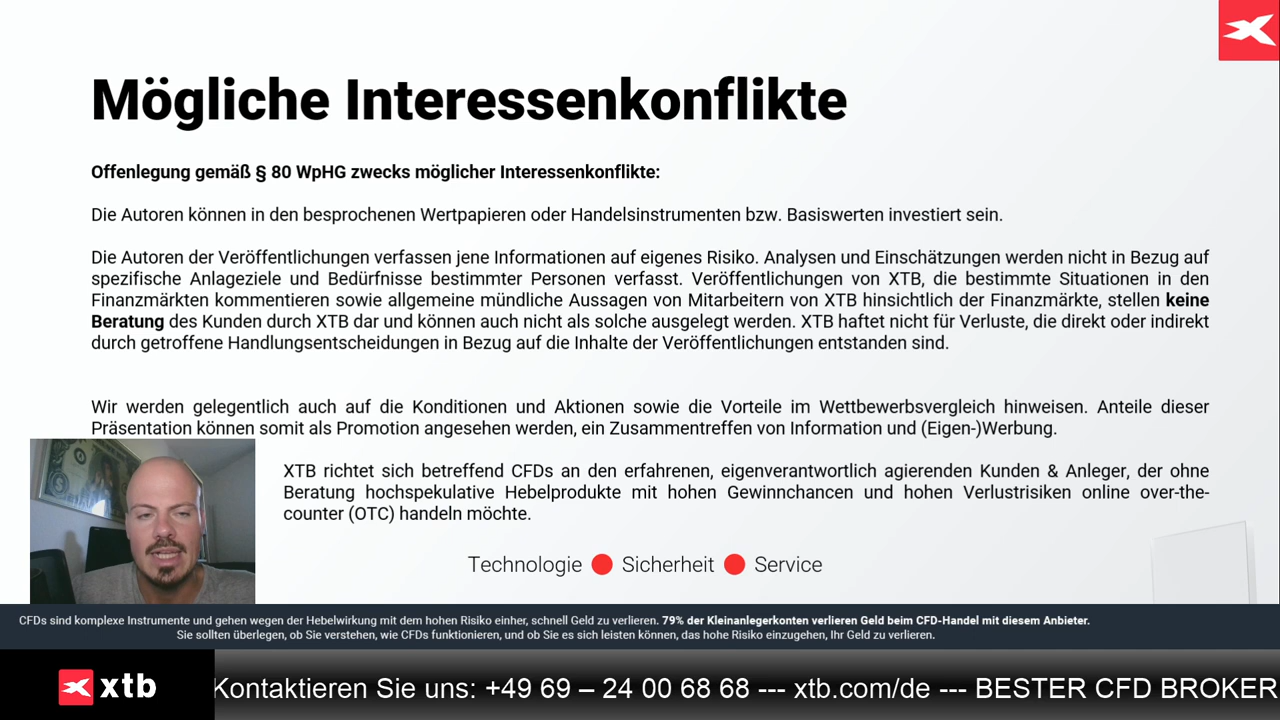 Mögliche Interessenkonflikte
Offenlegung gemäß § 80 WpHG zwecks möglicher Interessenkonflikte:
Die Autoren können in den besprochenen Wertpapieren oder Handelsinstrumenten bzw. Basiswerten investiert sein.
Die Autoren der Veröffentlichungen verfassen jene Informationen auf eigenes Risiko. Analysen und Einschätzungen werden nicht in Bezug auf
spezifische Anlageziele und Bedürfnisse bestimmter Personen verfasst. Veröffentlichungen von XTB, die bestimmte Situationen in den
Finanzmärkten kommentieren sowie allgemeine mündliche Aussagen von Mitarbeitern von XTB hinsichtlich der Finanzmärkte, stellen keine
Beratung des Kunden durch XTB dar und können auch nicht als solche ausgelegt werden. XTB haftet nicht für Verluste, die direkt oder indirekt
durch getroffene Handlungsentscheidungen in Bezug auf die Inhalte der Veröffentlichungen entstanden sind.
Wir werden gelegentlich auch auf die Konditionen und Aktionen sowie die Vorteile im Wettbewerbsvergleich hinweisen. Anteile dieser
Präsentation können somit als Promotion angesehen werden, ein Zusammentreffen von Information und (Eigen-)Werbung.
XTB richtet sich betreffend CFDs an den erfahrenen, eigenverantwortlich agierenden Kunden & Anleger, der ohne
Beratung hochspekulative Hebelprodukte mit hohen Gewinnchancen und hohen Verlustrisiken online over-the-
counter (OTC) handeln möchte.
Technologie Sicherheit Service
CFDs sind komplexe Instrumente und gehen wegen der Hebelwirkung mit dem hohen Risiko einher, schnell Geld zu verlieren. 79% der Kleinanlegerkonten verlieren Geld beim CFD-Handel mit diesem Anbieter.
Sie sollten überlegen, ob Sie verstehen, wie CFDs funktionieren, und ob Sie es sich leisten können, das hohe Risiko einzugehen, Ihr Geld zu verlieren.
xtb Kontaktieren Sie uns: +49 69 – 24 00 68 68 --- xtb.com/de --- BESTER CFD BROKER